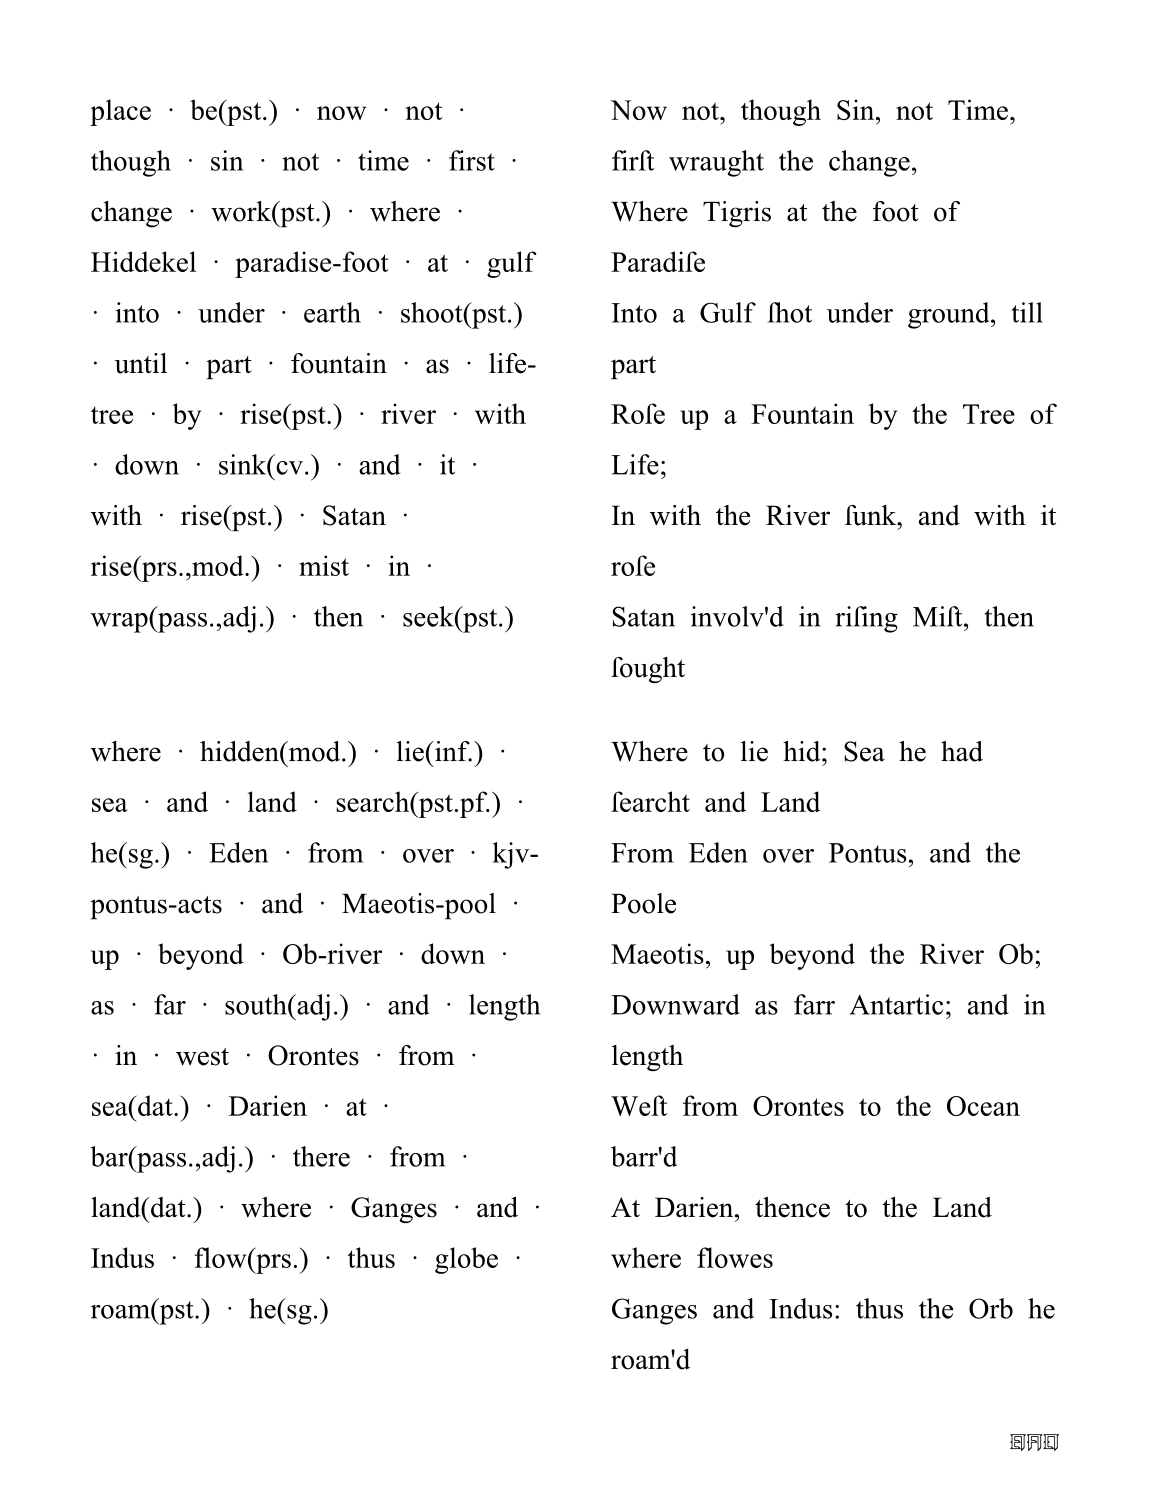 place · be(pst.) · now · not ·
though · sin · not · time · first ·
change · work(pst.) · where ·
Hiddekel · paradise-foot · at · gulf
· into · under · earth · shoot(pst.)
· until · part · fountain · as · life-
tree · by · rise(pst.) · river · with
· down · sink(cv.) · and · it ·
with · rise(pst.) · Satan ·
rise(prs.,mod.) · mist · in ·
wrap(pass.,adj.) · then · seek(pst.)
Now not, though Sin, not Time,
firſt wraught the change,
Where Tigris at the foot of
Paradiſe
Into a Gulf ſhot under ground, till
part
Roſe up a Fountain by the Tree of
Life;
In with the River ſunk, and with it
roſe
Satan involv'd in riſing Miſt, then
ſought
where · hidden(mod.) · lie(inf.) ·
sea · and · land · search(pst.pf.) ·
he(sg.) · Eden · from · over · kjv-
pontus-acts · and · Maeotis-pool ·
up · beyond · Ob-river · down ·
as · far · south(adj.) · and · length
· in · west · Orontes · from ·
sea(dat.) · Darien · at ·
bar(pass.,adj.) · there · from ·
land(dat.) · where · Ganges · and ·
Indus · flow(prs.) · thus · globe ·
roam(pst.) · he(sg.)
Where to lie hid; Sea he had
ſearcht and Land
From Eden over Pontus, and the
Poole
Maeotis, up beyond the River Ob;
Downward as farr Antartic; and in
length
Weſt from Orontes to the Ocean
barr'd
At Darien, thence to the Land
where flowes
Ganges and Indus: thus the Orb he
roam'd